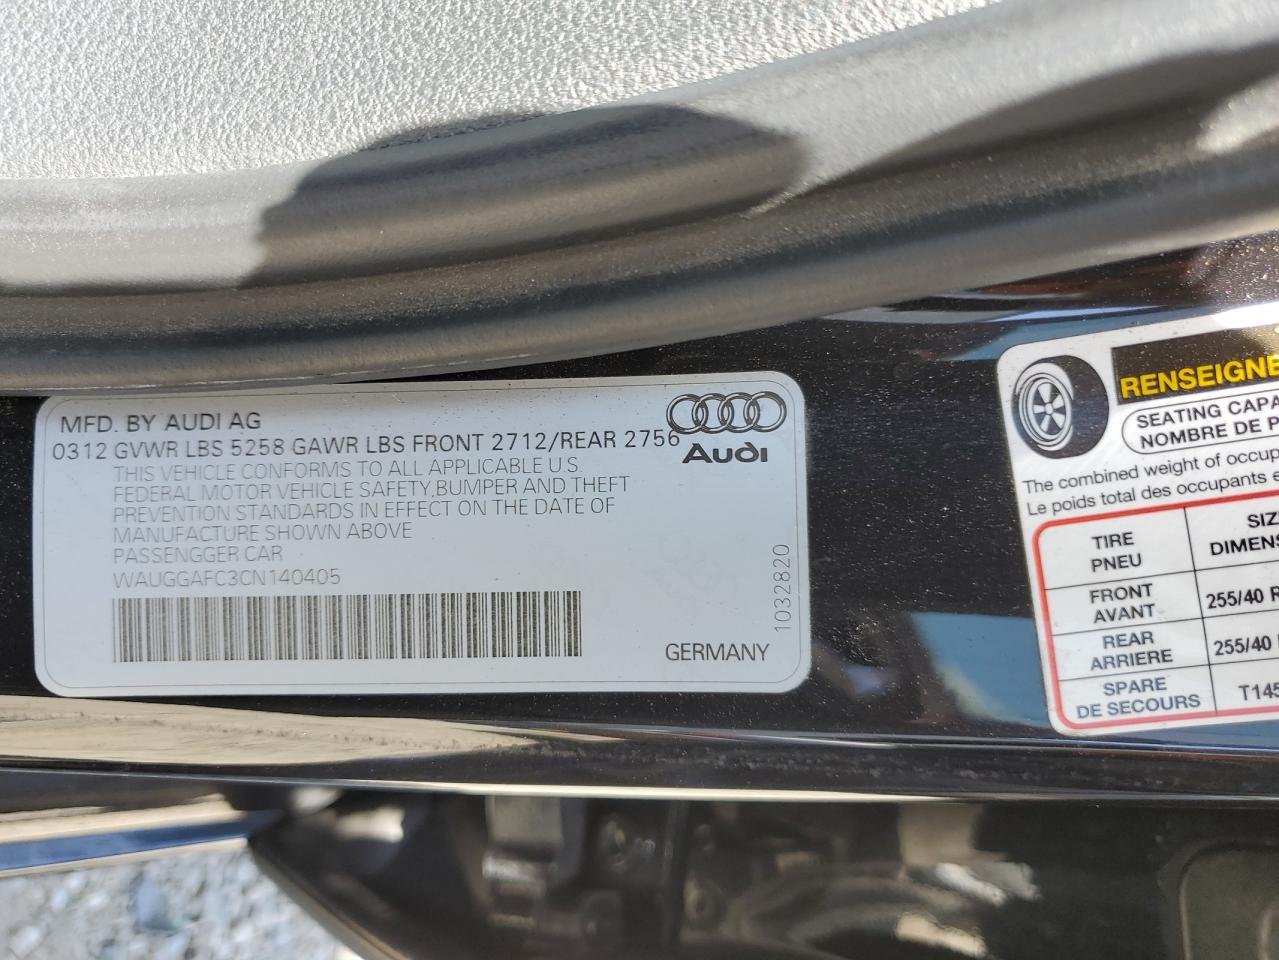 MFD. BY AUDI AG
0312 GVWR LBS 5258 GAWR LBS FRONT 2712/REAR 2756
Audi
THIS VEHICLE CONFORMS TO ALL APPLICABLE U.S.
FEDERAL MOTOR VEHICLE SAFETY,BUMPER AND THEFT
PREVENTION STANDARDS IN EFFECT ON THE DATE OF
MANUFACTURE SHOWN ABOVE
PASSENGGER CAR
WAUGGAFC3CN140405
1032820
GERMANY
RENSEIGNE
SEATING CAPA
NOMBRE DE P
The combined weight of occup
Le poids total des occupants e
TIRE
PNEU
SIZ
DIMENS
FRONT
AVANT
255/40 R
REAR
ARRIERE
255/40
SPARE
DE SECOURS
T145